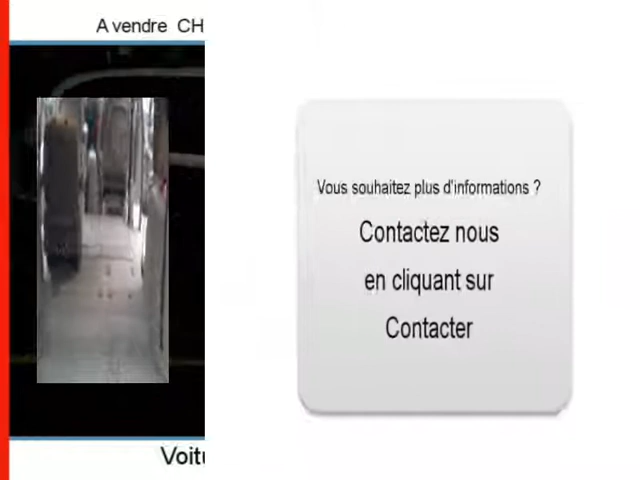 A vendre CH
Vous souhaitez plus d'informations ?
Contactez nous
en cliquant sur
Contacter
Voitu